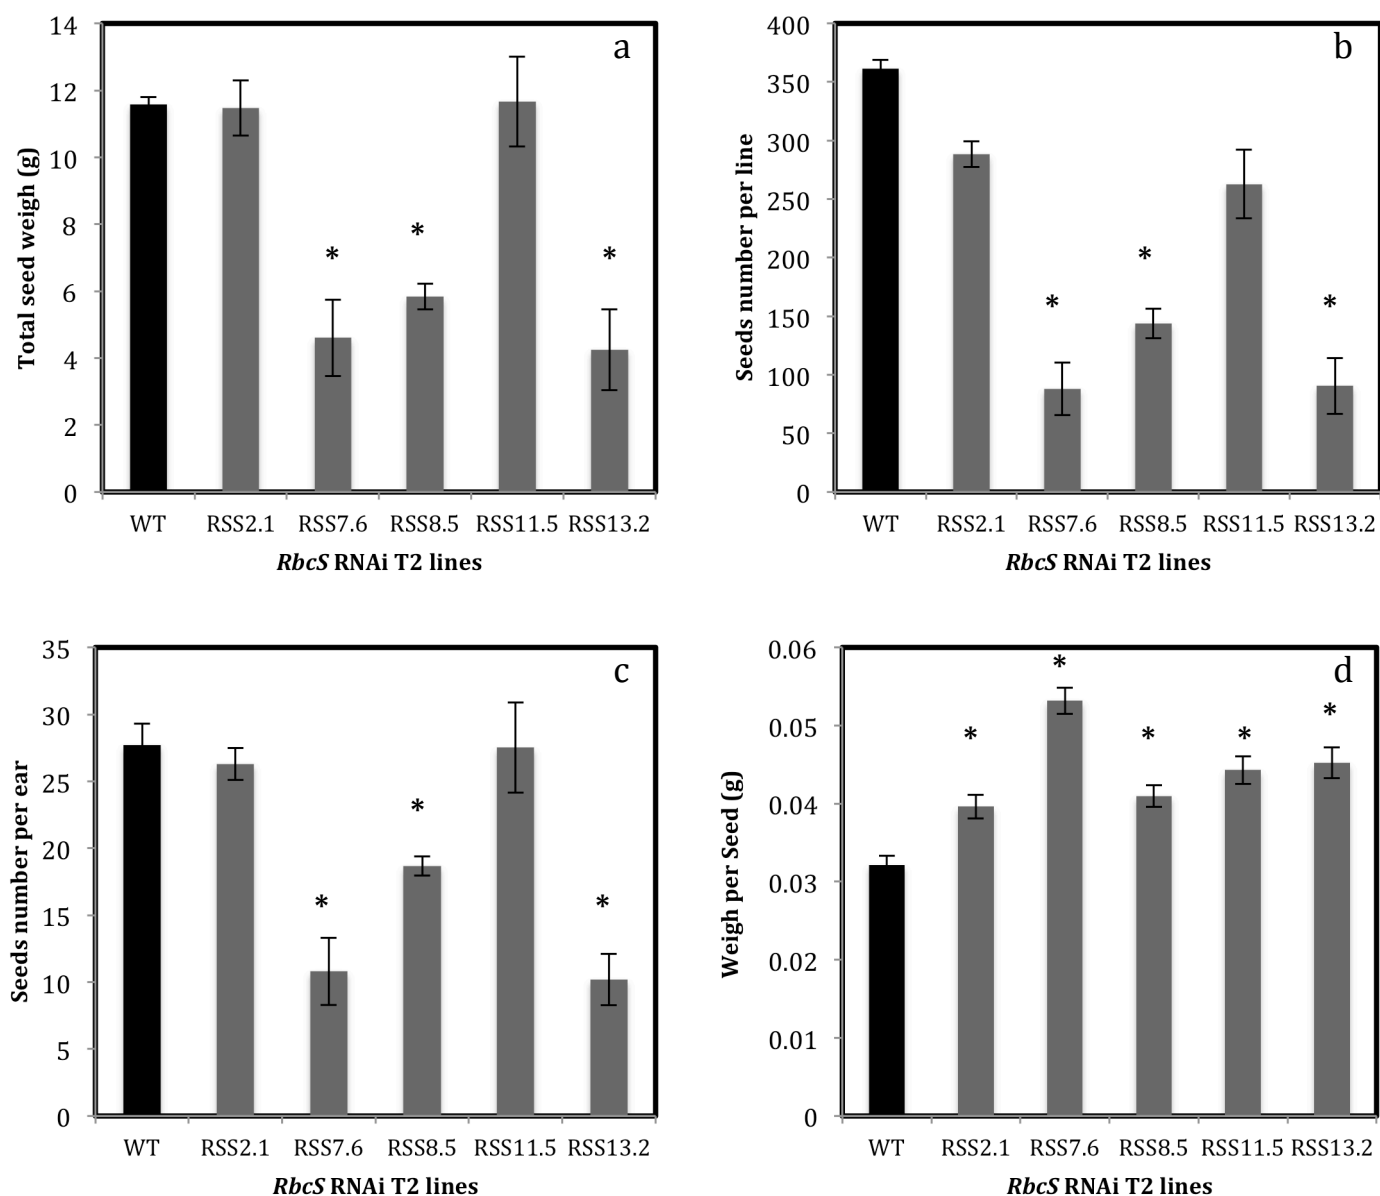 a
Total seed weigh (g)
14
12
10
8
6
4
2
0
*
*
*
WT RSS2.1 RSS7.6 RSS8.5 RSS11.5 RSS13.2
RbcS RNAi T2 lines
b
Seeds number per line
400
350
300
250
200
150
100
50
0
*
*
*
WT RSS2.1 RSS7.6 RSS8.5 RSS11.5 RSS13.2
RbcS RNAi T2 lines
c
Seeds number per ear
35
30
25
20
15
10
5
0
*
*
*
WT RSS2.1 RSS7.6 RSS8.5 RSS11.5 RSS13.2
RbcS RNAi T2 lines
d
Weigh per Seed (g)
0.06
0.05
0.04
0.03
0.02
0.01
0
*
*
*
*
*
WT RSS2.1 RSS7.6 RSS8.5 RSS11.5 RSS13.2
RbcS RNAi T2 lines